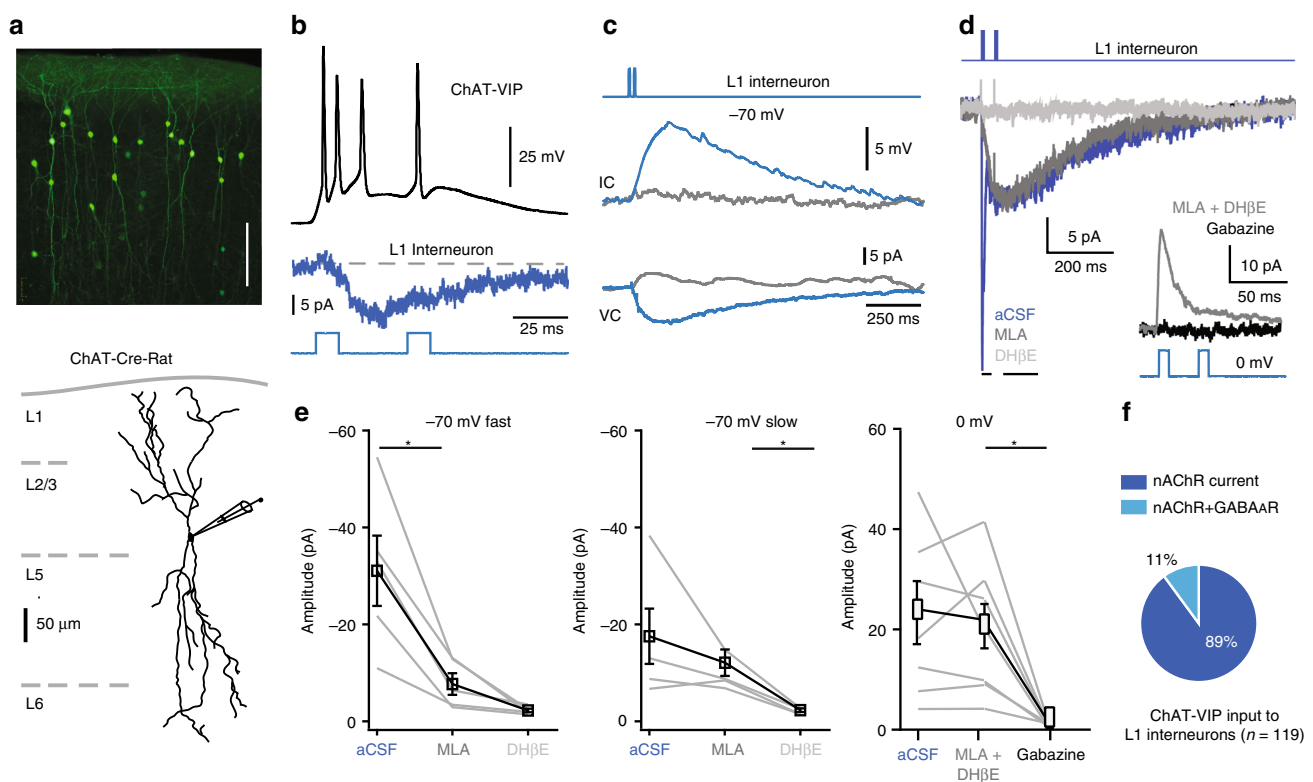 a
ChAT-Cre-Rat
L1
L2/3
L5
50 µm
L6
b
ChAT-VIP
25 mV
L1 Interneuron
5 pA
25 ms
c
L1 interneuron
–70 mV
5 mV
IC
5 pA
VC
250 ms
d
L1 interneuron
5 pA
200 ms
MLA + DHβE
Gabazine
10 pA
50 ms
aCSF
MLA
DHβE
0 mV
e
–70 mV fast
*
Amplitude (pA)
–60
–40
–20
0
aCSF MLA DHβE
–70 mV slow
*
Amplitude (pA)
–60
–40
–20
0
aCSF MLA DHβE
0 mV
*
Amplitude (pA)
60
40
20
0
aCSF MLA + DHβE Gabazine
f
nAChR current
nAChR+GABAAR
11%
89%
ChAT-VIP input to
L1 interneurons (n = 119)